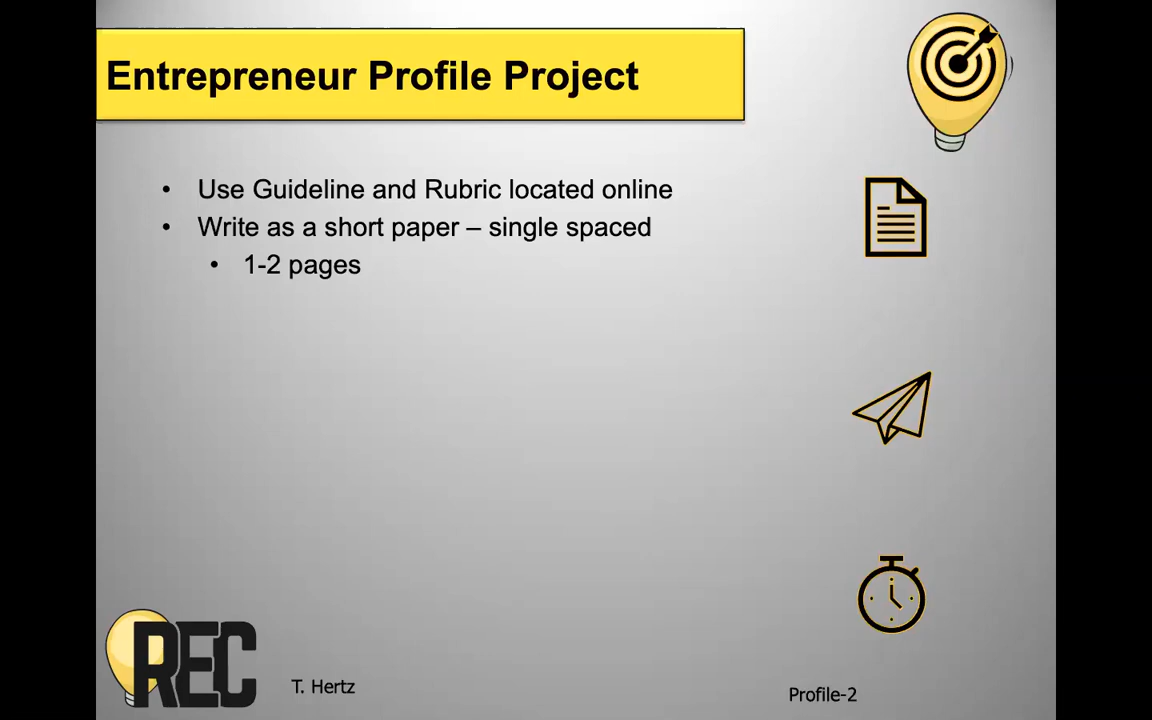 Entrepreneur Profile Project
• Use Guideline and Rubric located online
• Write as a short paper – single spaced
• 1-2 pages
REC
T. Hertz
Profile-2